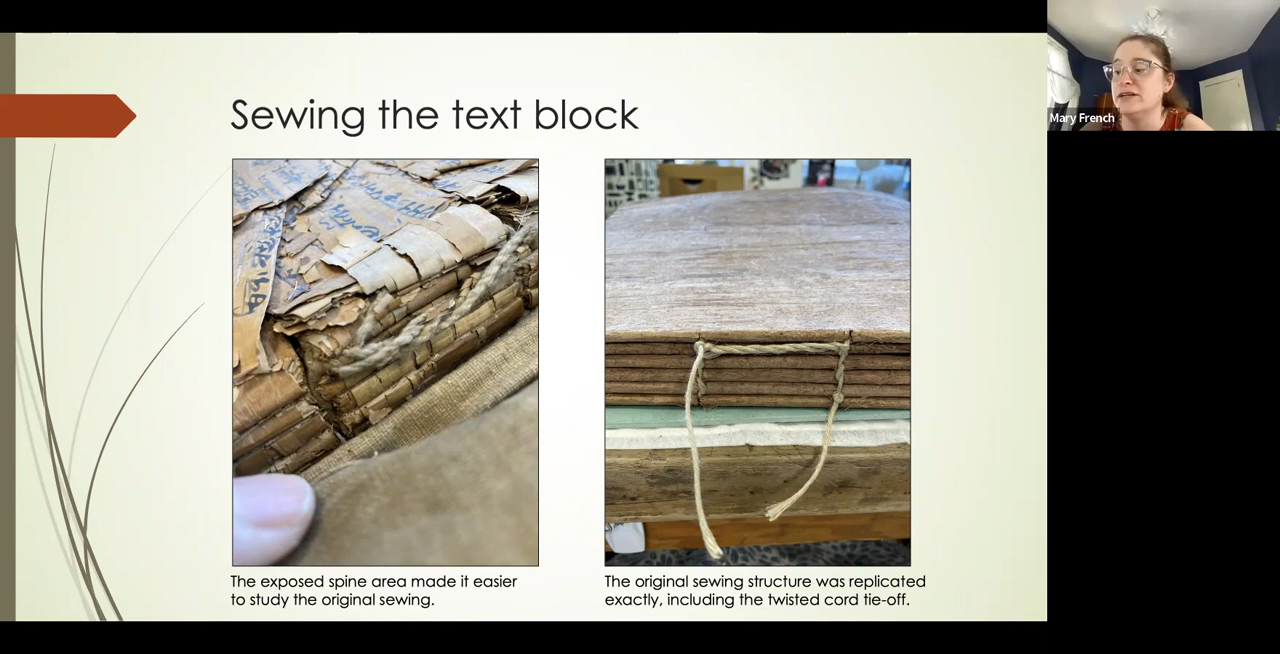 Sewing the text block
Mary French
The exposed spine area made it easier
to study the original sewing.
The original sewing structure was replicated
exactly, including the twisted cord tie-off.